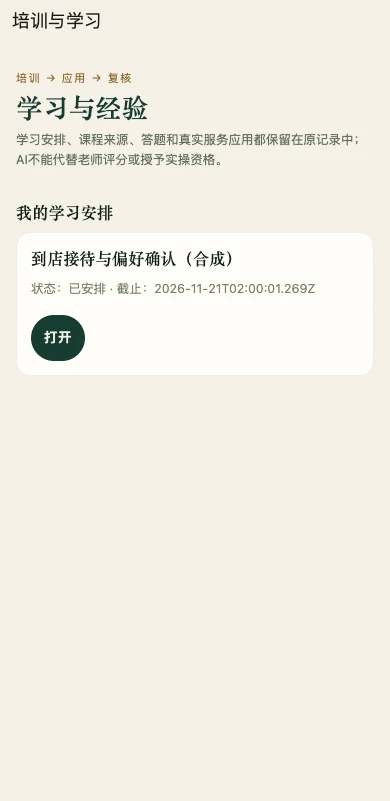 培训与学习
培训 → 应用 → 复核
学习与经验
学习安排、课程来源、答题和真实服务应用都保留在原记录中；
AI不能代替老师评分或授予实操资格。
我的学习安排
到店接待与偏好确认（合成）
状态：已安排 · 截止：2026-11-21T02:00:01.269Z
打开